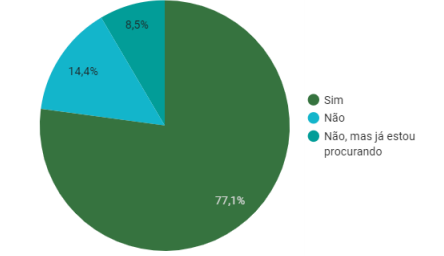 8,5%
14,4%
77,1%
Sim
Não
Não, mas já estou
procurando